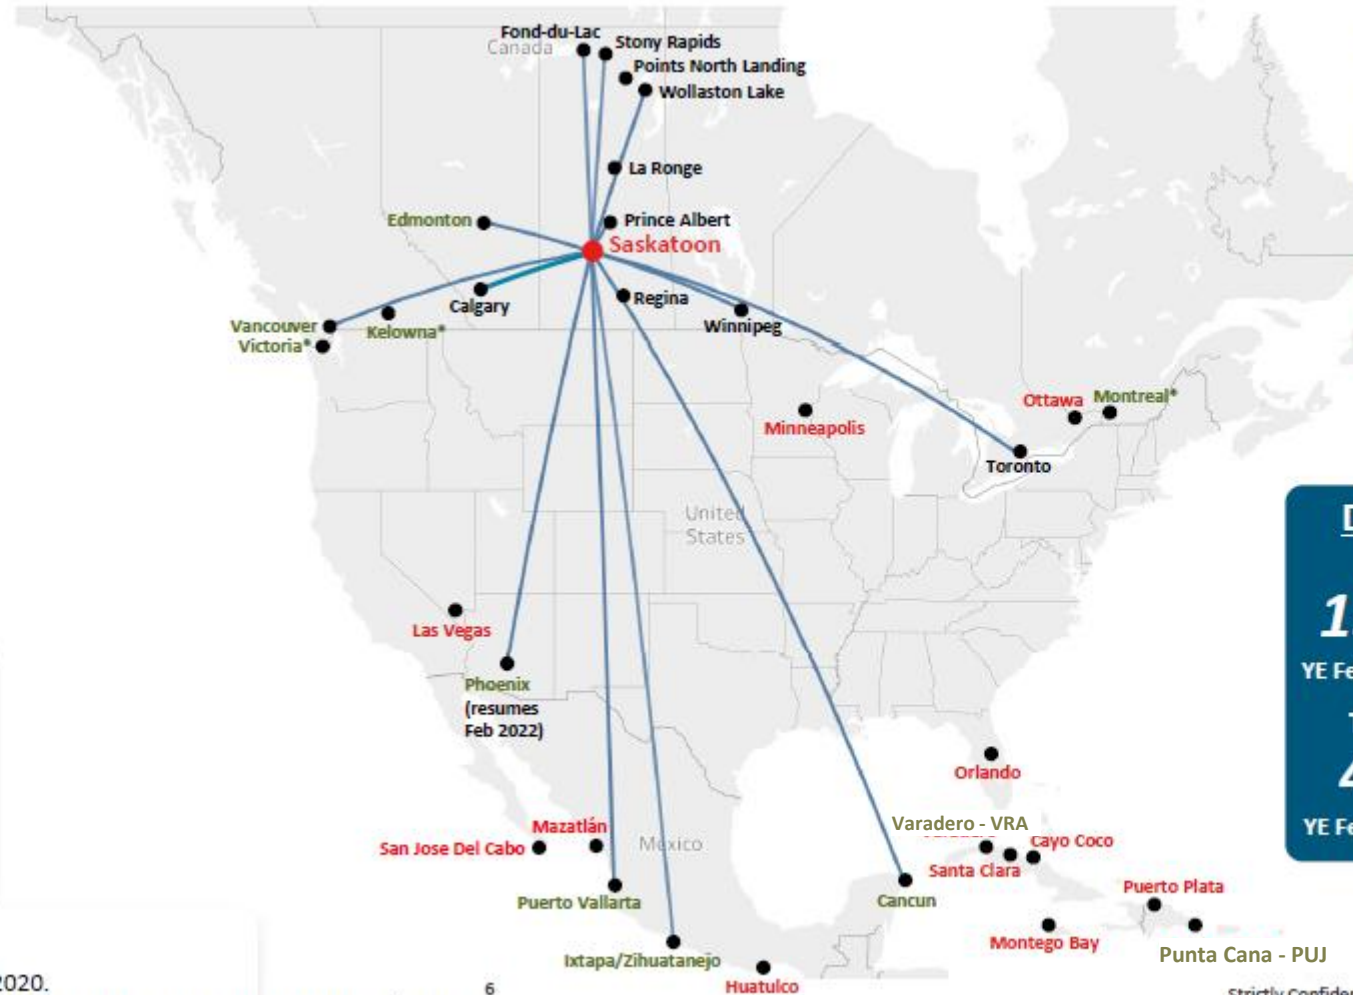 Fond-du-Lac
Canada
Stony Rapids
Points North Landing
Wollaston Lake
La Ronge
Edmonton
Prince Albert
Saskatoon
Calgary
Regina
Winnipeg
Vancouver
Victoria*
Kelowna*
Ottawa
Montreal*
Minneapolis
Toronto
United
States
Las Vegas
Phoenix
(resumes
Feb 2022)
Orlando
Varadero - VRA
Mazatlán
San Jose Del Cabo
México
Cayo Coco
Santa Clara
Puerto Vallarta
Cancun
Puerto Plata
Montego Bay
Punta Cana - PUJ
Ixtapa/Zihuatanejo
Huatulco
YE
YE
2020.
6
Strictly